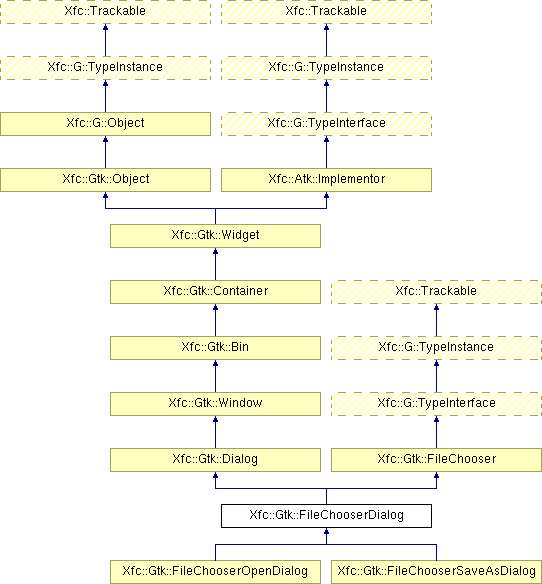 Xfc::Trackable
Xfc::Trackable
Xfc::G::TypeInstance
Xfc::G::TypeInstance
Xfc::G::Object
Xfc::G::TypeInterface
Xfc::Gtk::Object
Xfc::Atk::Implementor
Xfc::Gtk::Widget
Xfc::Gtk::Container
Xfc::Trackable
Xfc::Gtk::Bin
Xfc::G::TypeInstance
Xfc::Gtk::Window
Xfc::G::TypeInterface
Xfc::Gtk::Dialog
Xfc::Gtk::FileChooser
Xfc::Gtk::FileChooserDialog
Xfc::Gtk::FileChooserOpenDialog
Xfc::Gtk::FileChooserSaveAsDialog